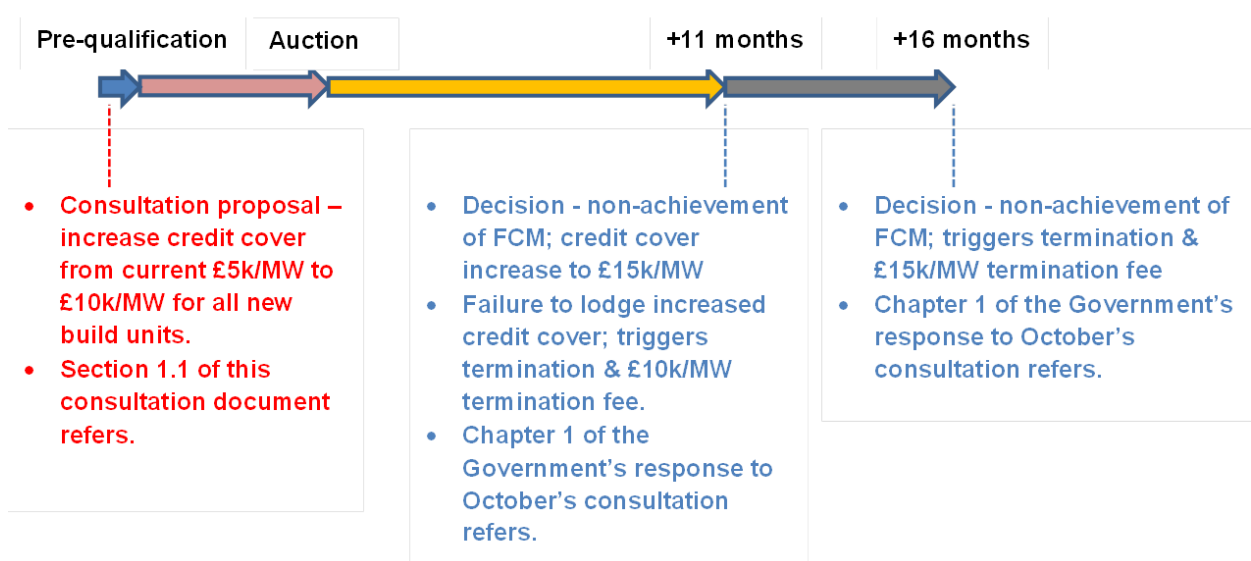 Pre-qualification
Auction
+11 months
+16 months
• Consultation proposal –
increase credit cover
from current £5k/MW to
£10k/MW for all new
build units.
• Section 1.1 of this
consultation document
refers.
• Decision - non-achievement
of FCM; credit cover
increase to £15k/MW
• Failure to lodge increased
credit cover; triggers
termination & £10k/MW
termination fee.
• Chapter 1 of the
Government’s response to
October’s consultation
refers.
• Decision - non-achievement of
FCM; triggers termination &
£15k/MW termination fee
• Chapter 1 of the Government’s
response to October’s
consultation refers.